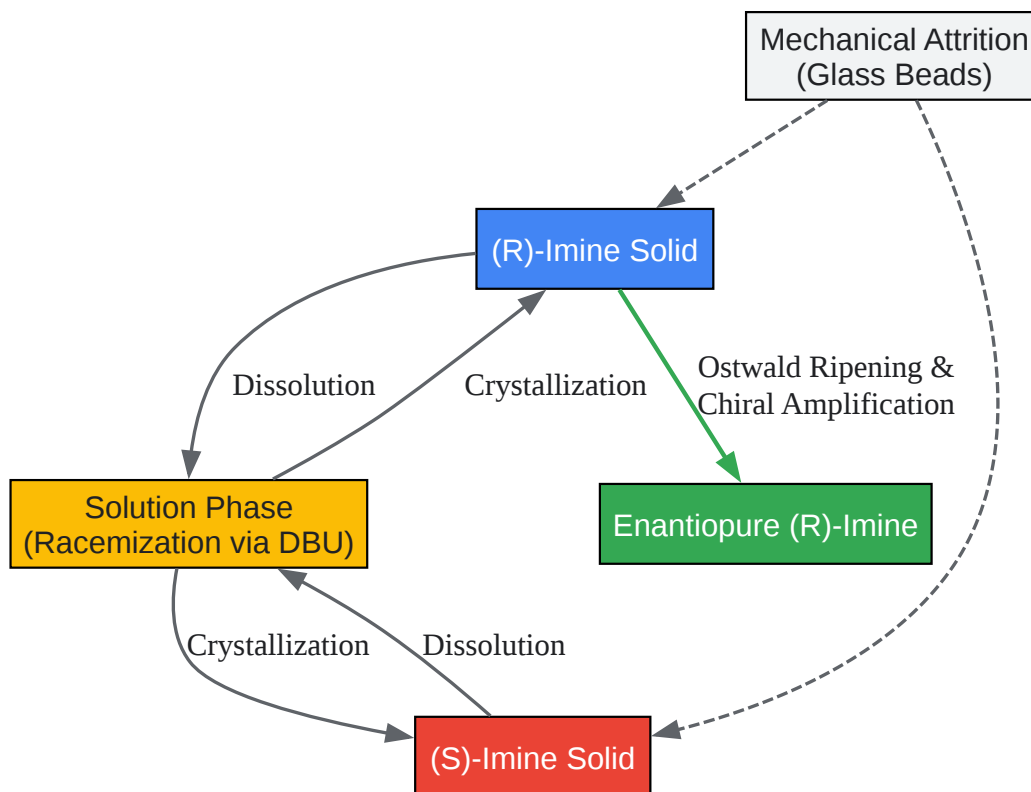 Mechanical Attrition
(Glass Beads)
(R)-Imine Solid
Dissolution
Crystallization
Ostwald Ripening &
Chiral Amplification
Solution Phase
(Racemization via DBU)
Enantiopure (R)-Imine
Crystallization
Dissolution
(S)-Imine Solid